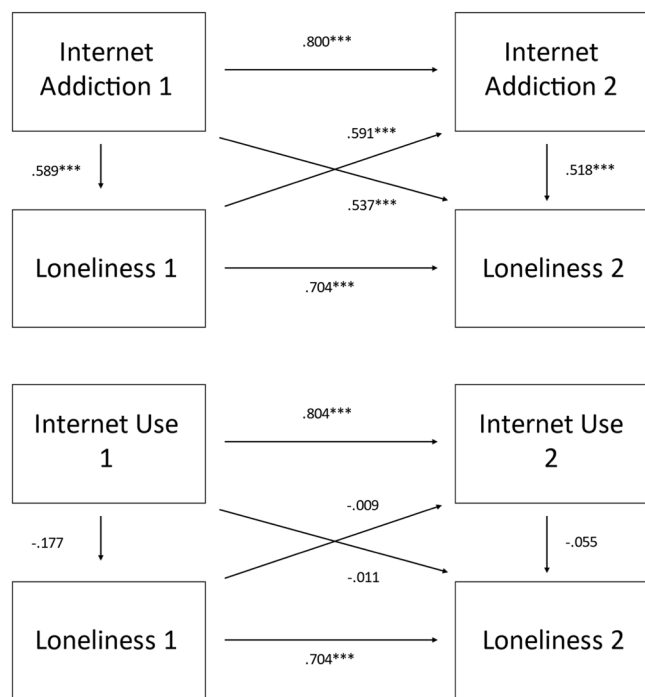 Internet
Addiction 1
.800***
Internet
Addiction 2
.589***
.591***
.537***
.518***
Loneliness 1
.704***
Loneliness 2
Internet Use
1
.804***
Internet Use
2
-.177
-.009
-.011
-.055
Loneliness 1
.704***
Loneliness 2